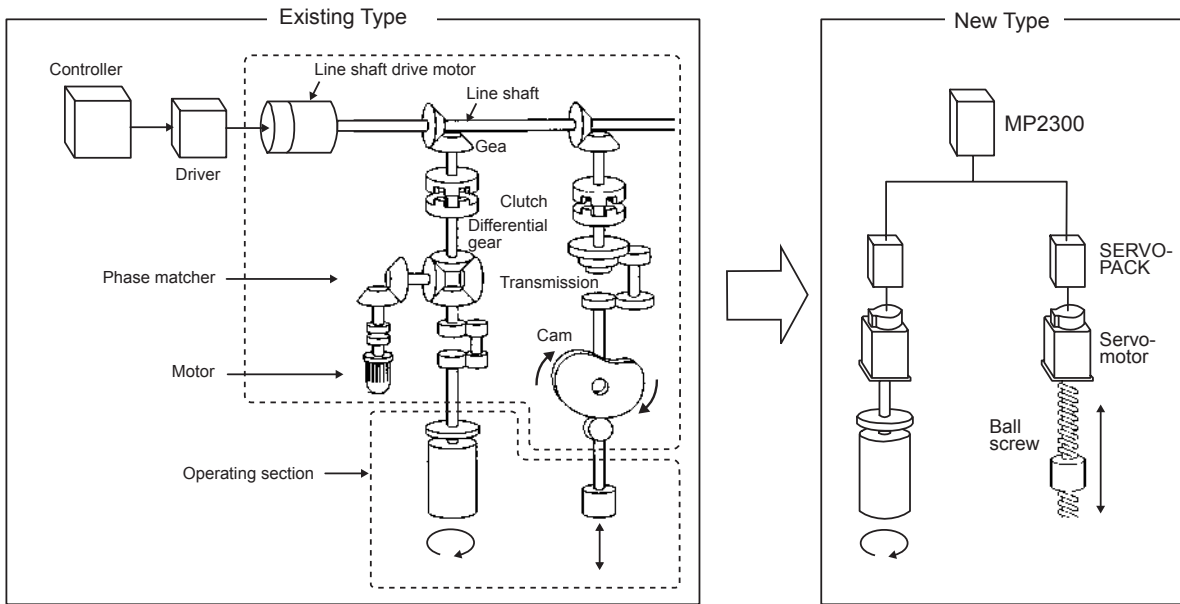 Existing Type
Controller
Driver
Line shaft drive motor
Line shaft
Gea
Clutch
Differential
gear
Phase matcher
Transmission
Motor
Cam
Operating section
New Type
MP2300
SERVO-
PACK
Servo-
motor
Ball
screw